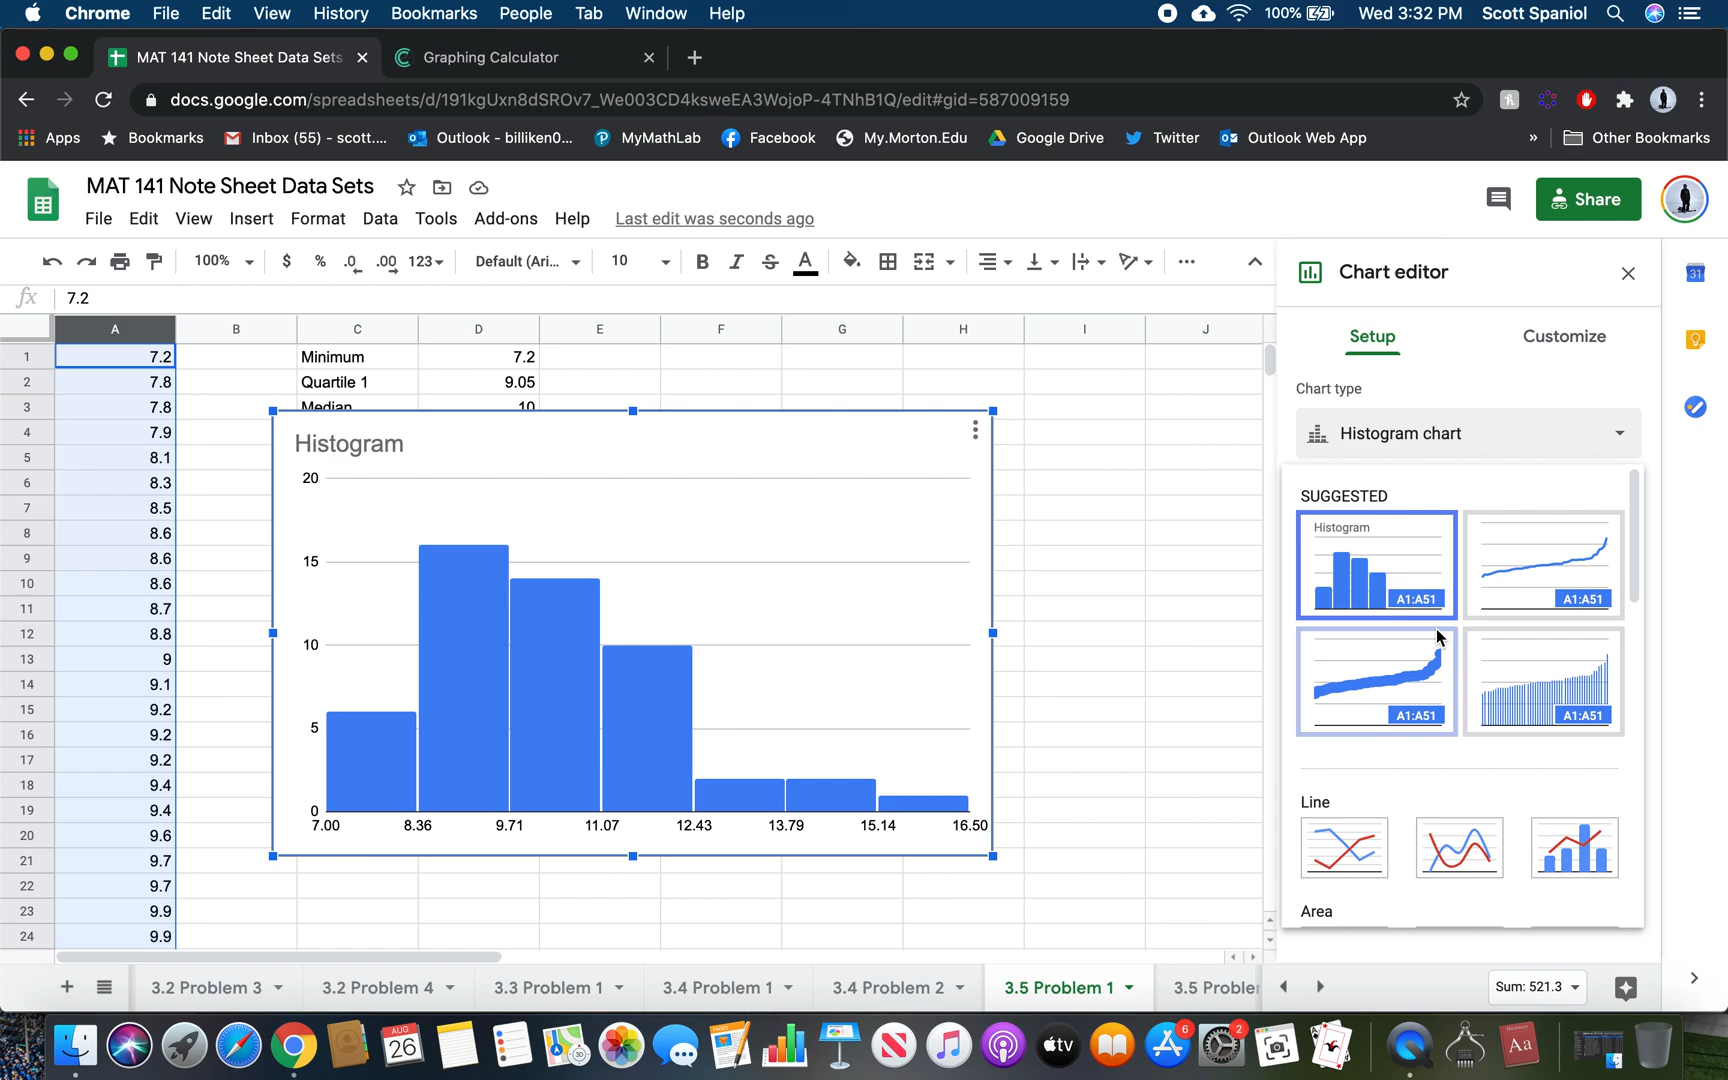 Chrome File Edit View History Bookmarks People Tab Window Help 100% Wed 3:32 PM Scott Spaniol
MAT 141 Note Sheet Data Sets Graphing Calculator
docs.google.com/spreadsheets/d/191kgUxn8dSROv7_We003CD4ksweEA3WojoP-4TNhB1Q/edit#gid=587009159
Apps Bookmarks Inbox (55) - scott.... Outlook - billiken0... MyMathLab Facebook My.Morton.Edu Google Drive Twitter Outlook Web App » Other Bookmarks
MAT 141 Note Sheet Data Sets
Share
File Edit View Insert Format Data Tools Add-ons Help Last edit was seconds ago
100% $ % .0 .00 123 Default (Ari... 10 B I S A
Chart editor
31
fx 7.2
A B C D E F G H I J
Setup Customize
1 7.2 Minimum 7.2
2 7.8 Quartile 1 9.05
3 7.8 Median 10
4 7.9
5 8.1
6 8.3
7 8.5
8 8.6
9 8.6
10 8.6
11 8.7
12 8.8
13 9
14 9.1
15 9.2
16 9.2
17 9.2
18 9.4
19 9.4
20 9.6
21 9.7
22 9.7
23 9.9
24 9.9
Histogram
20
15
10
5
0
7.00 8.36 9.71 11.07 12.43 13.79 15.14 16.50
Chart type
Histogram chart
SUGGESTED
Histogram
A1:A51 A1:A51
A1:A51 A1:A51
Line
Area
3.2 Problem 3 3.2 Problem 4 3.3 Problem 1 3.4 Problem 1 3.4 Problem 2 3.5 Problem 1 3.5 Probler Sum: 521.3
AUG
26
tv
6
2
Aa